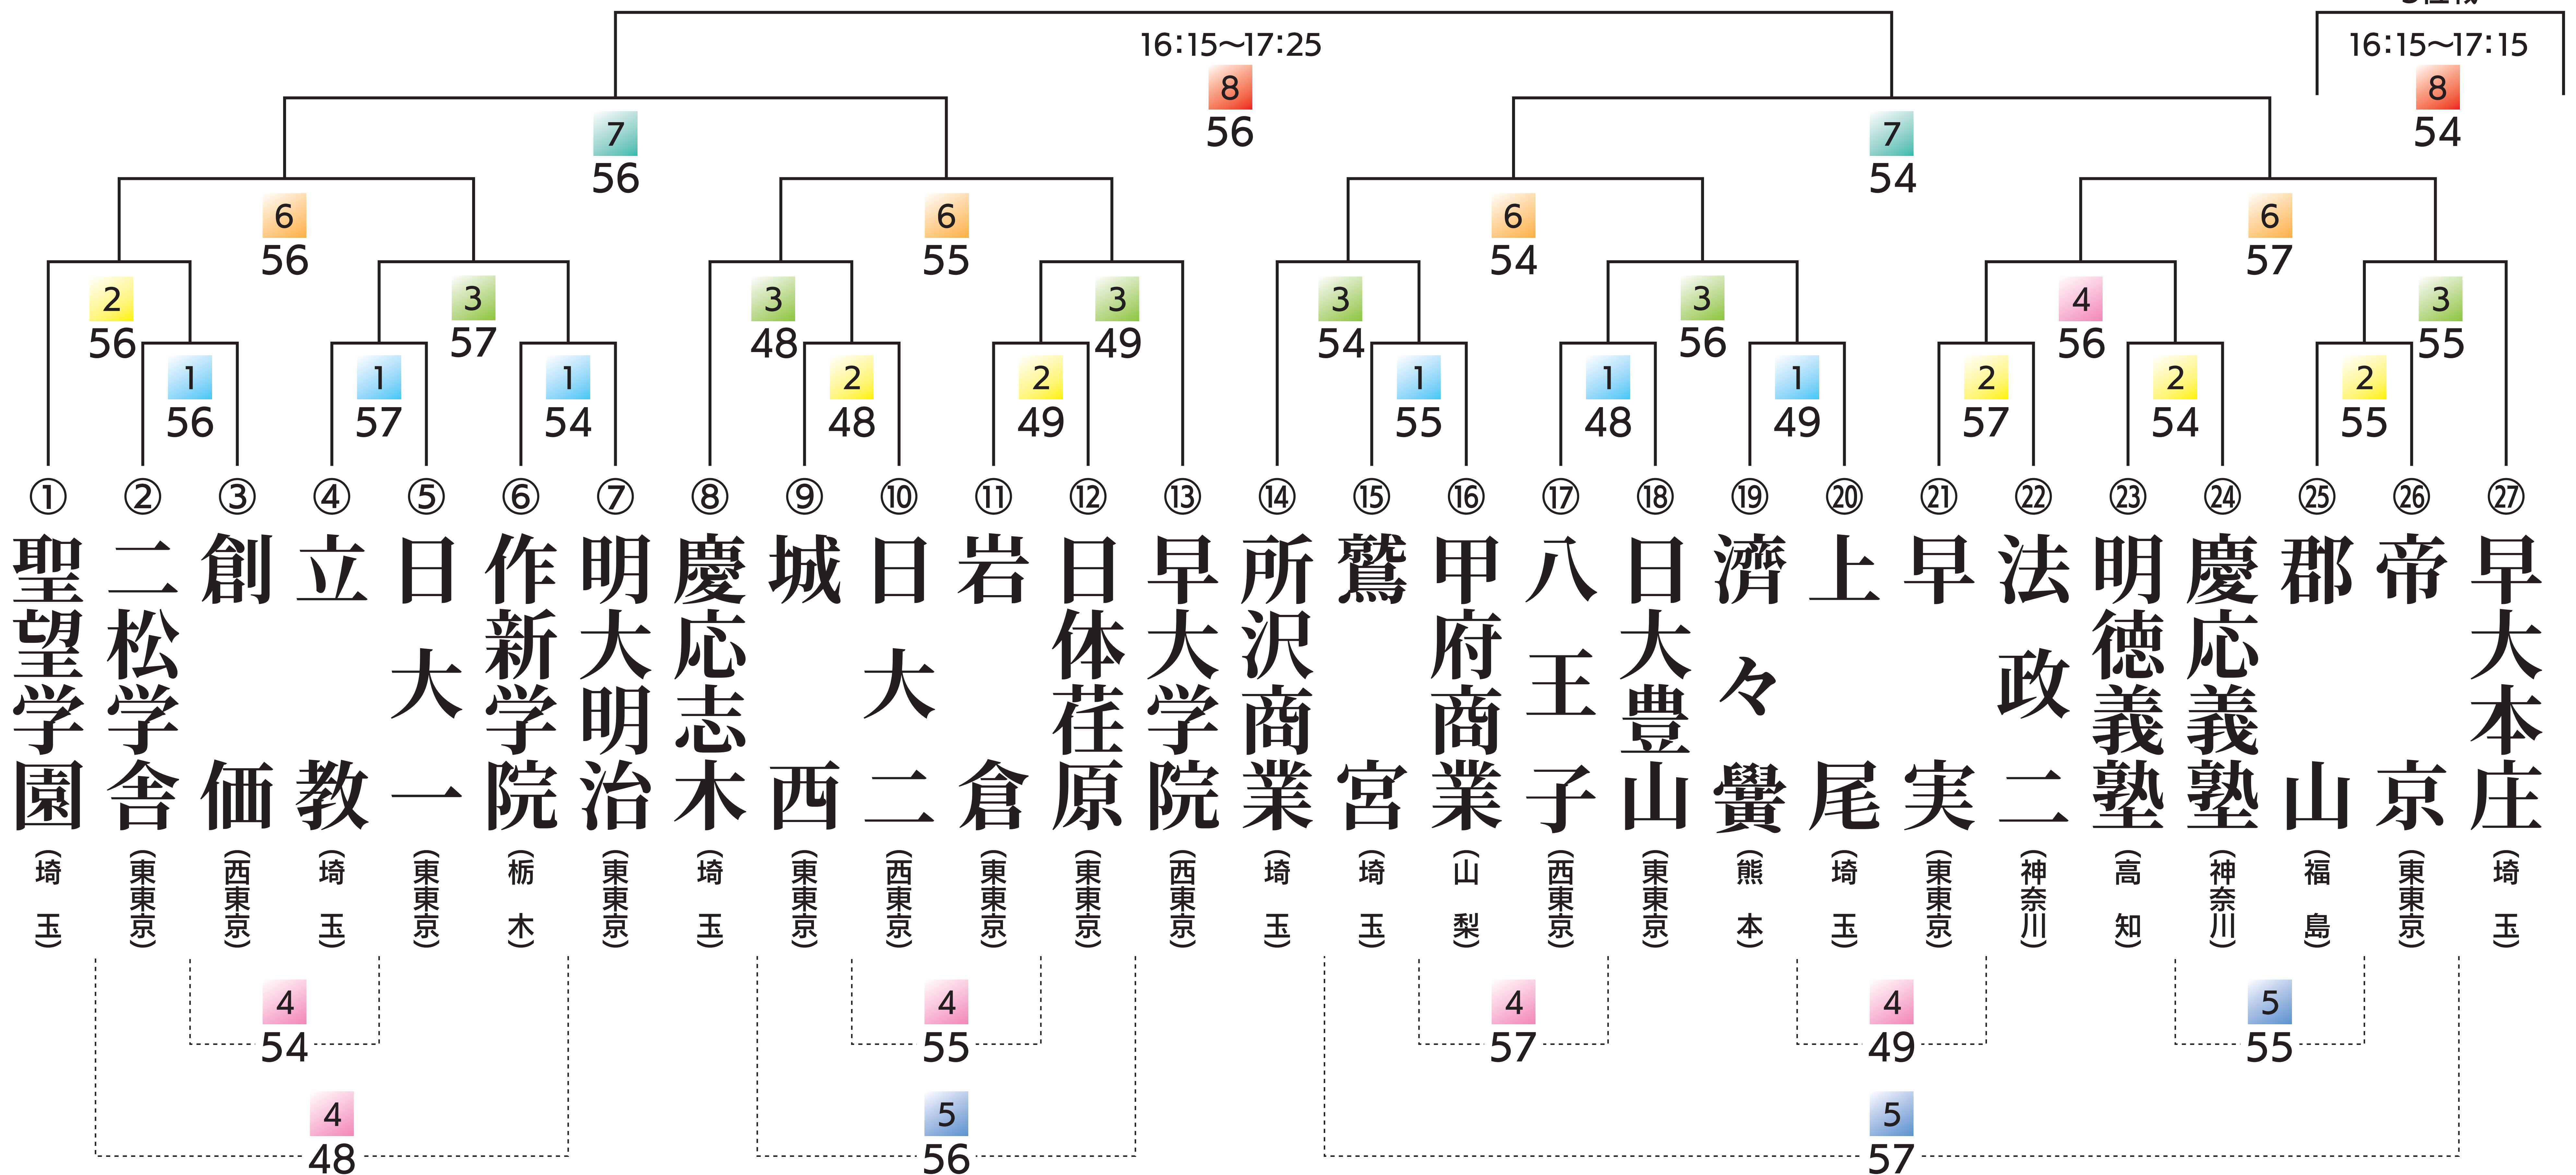 3位戦
16：15〜17：25
16：15〜17：15
8
56
8
54
7
56
7
54
6
56
6
55
6
54
6
57
2
56
3
57
3
48
3
49
3
54
3
56
4
56
3
55
1
56
1
57
1
54
2
48
2
49
1
55
1
48
1
49
2
57
2
54
2
55
① 聖望学園（埼玉）
② 二松学舎（東東京）
③ 創価（西東京）
④ 立教（埼玉）
⑤ 日大一（東東京）
⑥ 作新学院（栃木）
⑦ 明大明治（東東京）
⑧ 慶応志木（埼玉）
⑨ 城西（東東京）
⑩ 日大二（西東京）
⑪ 岩倉（東東京）
⑫ 日体荏原（東東京）
⑬ 早大学院（西東京）
⑭ 所沢商業（埼玉）
⑮ 鷲宮（埼玉）
⑯ 甲府商業（山梨）
⑰ 八王子（西東京）
⑱ 日大豊山（東東京）
⑲ 濟々黌（熊本）
⑳ 上尾（埼玉）
㉑ 早実（東東京）
㉒ 法政二（神奈川）
㉓ 明徳義塾（高知）
㉔ 慶応義塾（神奈川）
㉕ 郡山（福島）
㉖ 帝京（東東京）
㉗ 早大本庄（埼玉）
4
54
4
55
4
57
4
49
5
55
4
48
5
56
5
57